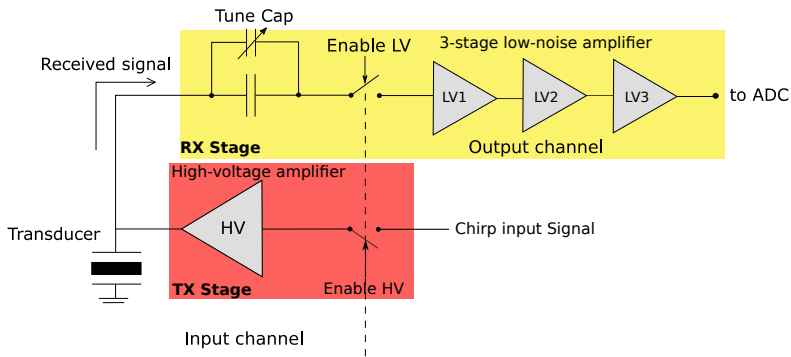 Tune Cap
Received signal
Enable LV
3-stage low-noise amplifier
LV1
LV2
LV3
to ADC
RX Stage
Output channel
High-voltage amplifier
HV
Chirp input Signal
Transducer
TX Stage
Enable HV
Input channel